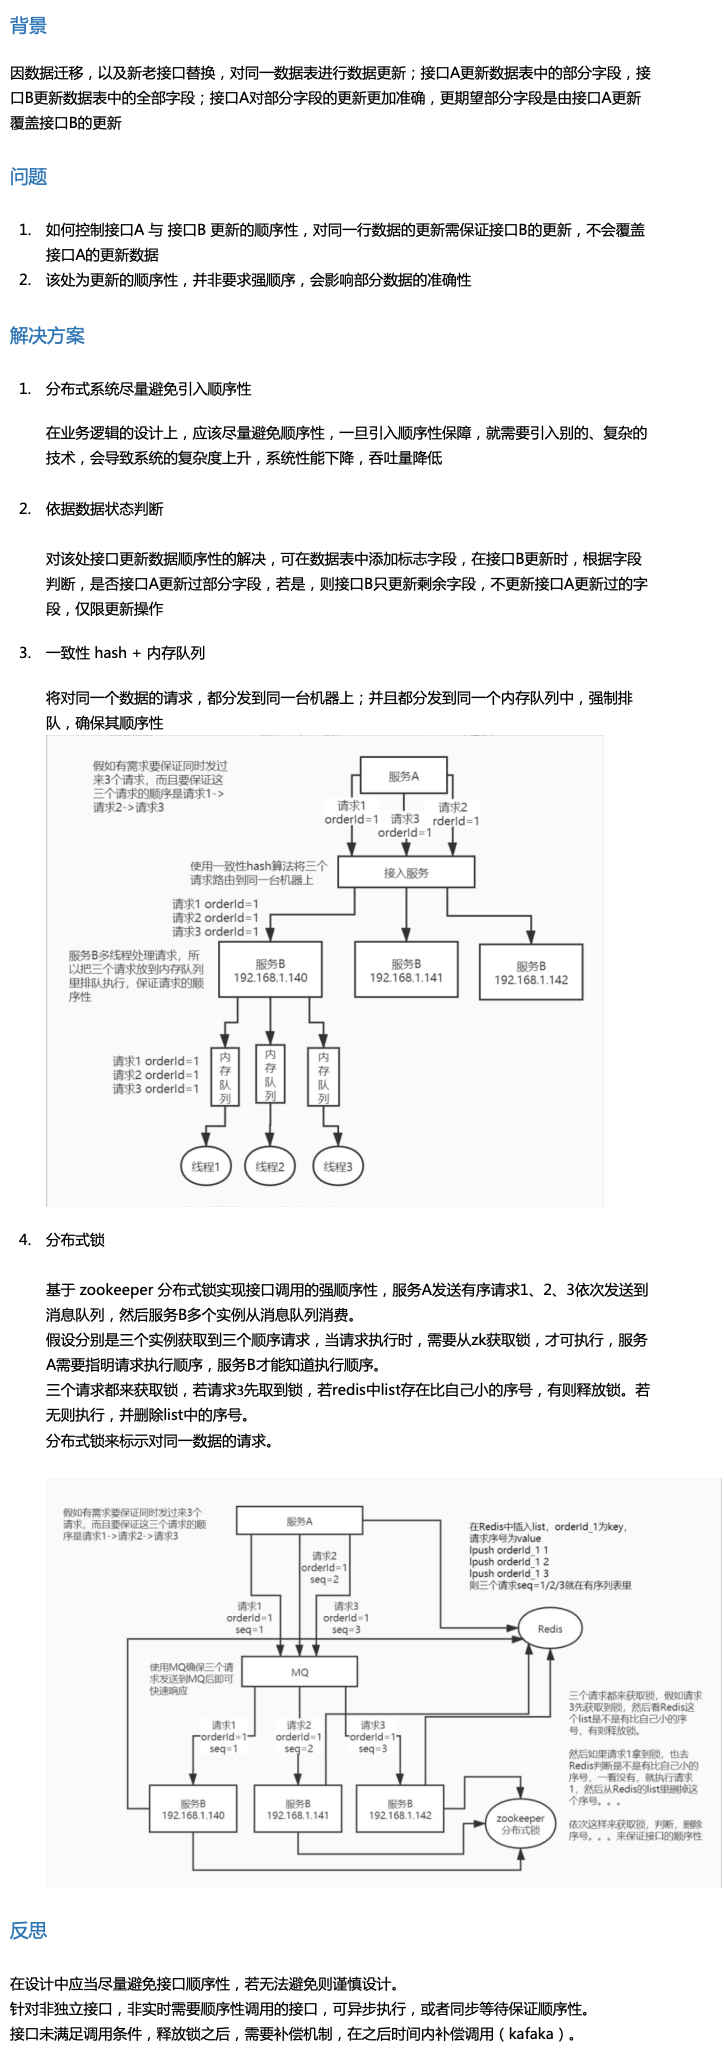 背景
因数据迁移，以及新老接口替换，对同一数据表进行数据更新；接口A更新数据表中的部分字段，接
口B更新数据表中的全部字段；接口A对部分字段的更新更加准确，更期望部分字段是由接口A更新
覆盖接口B的更新
问题
1. 如何控制接口A 与 接口B 更新的顺序性，对同一行数据的更新需保证接口B的更新，不会覆盖
接口A的更新数据
2. 该处为更新的顺序性，并非要求强顺序，会影响部分数据的准确性
解决方案
1. 分布式系统尽量避免引入顺序性
在业务逻辑的设计上，应该尽量避免顺序性，一旦引入顺序性保障，就需要引入别的、复杂的
技术，会导致系统的复杂度上升，系统性能下降，吞吐量降低
2. 依据数据状态判断
对该处接口更新数据顺序性的解决，可在数据表中添加标志字段，在接口B更新时，根据字段
判断，是否接口A更新过部分字段，若是，则接口B只更新剩余字段，不更新接口A更新过的字
段，仅限更新操作
3. 一致性 hash + 内存队列
将对同一个数据的请求，都分发到同一台机器上；并且都分发到同一个内存队列中，强制排
队，确保其顺序性
假如有需求要保证同时发过
来3个请求，而且要保证这
三个请求的顺序是请求1->
请求2->请求3
服务A
请求1
orderId=1
请求3
orderId=1
请求2
rderId=1
使用一致性hash算法将三个
请求路由到同一台机器上
接入服务
请求1 orderId=1
请求2 orderId=1
请求3 orderId=1
服务B多线程处理请求，所
以把三个请求放到内存队列
里排队执行，保证请求的顺
序性
服务B
192.168.1.140
服务B
192.168.1.141
服务B
192.168.1.142
请求1 orderId=1
请求2 orderId=1
请求3 orderId=1
内存队列
内存队列
内存队列
线程1
线程2
线程3
4. 分布式锁
基于 zookeeper 分布式锁实现接口调用的强顺序性，服务A发送有序请求1、2、3依次发送到
消息队列，然后服务B多个实例从消息队列消费。
假设分别是三个实例获取到三个顺序请求，当请求执行时，需要从zk获取锁，才可执行，服务
A需要指明请求执行顺序，服务B才能知道执行顺序。
三个请求都来获取锁，若请求3先取到锁，若redis中list存在比自己小的序号，有则释放锁。若
无则执行，并删除list中的序号。
分布式锁来标示对同一数据的请求。
假如有需求要保证同时发过来3个
请求，而且要保证这三个请求的顺
序是请求1->请求2->请求3
服务A
在Redis中插入list，orderId_1为key，
请求序号为value
lpush orderId_1 1
lpush orderId_1 2
lpush orderId_1 3
则三个请求seq=1/2/3就在有序列表里
请求2
orderId=1
seq=2
请求1
orderId=1
seq=1
请求3
orderId=1
seq=3
Redis
使用MQ确保三个请
求发送到MQ后即可
快速响应
MQ
请求1
orderId=1
seq=1
请求2
orderId=1
seq=2
请求3
orderId=1
seq=3
三个请求都来获取锁，假如请求
3先获取到锁，然后看Redis这
个list是不是有比自己小的序
号，有则释放锁。
然后如果请求1拿到锁，也去
Redis判断是不是有比自己小的
序号，一看没有，就执行请求
1，然后从Redis的list里删掉这
个序号。。。
依次这样来获取锁，判断，删除
序号。。。来保证接口的顺序性
服务B
192.168.1.140
服务B
192.168.1.141
服务B
192.168.1.142
zookeeper
分布式锁
反思
在设计中应当尽量避免接口顺序性，若无法避免则谨慎设计。
针对非独立接口，非实时需要顺序性调用的接口，可异步执行，或者同步等待保证顺序性。
接口未满足调用条件，释放锁之后，需要补偿机制，在之后时间内补偿调用（kafaka）。